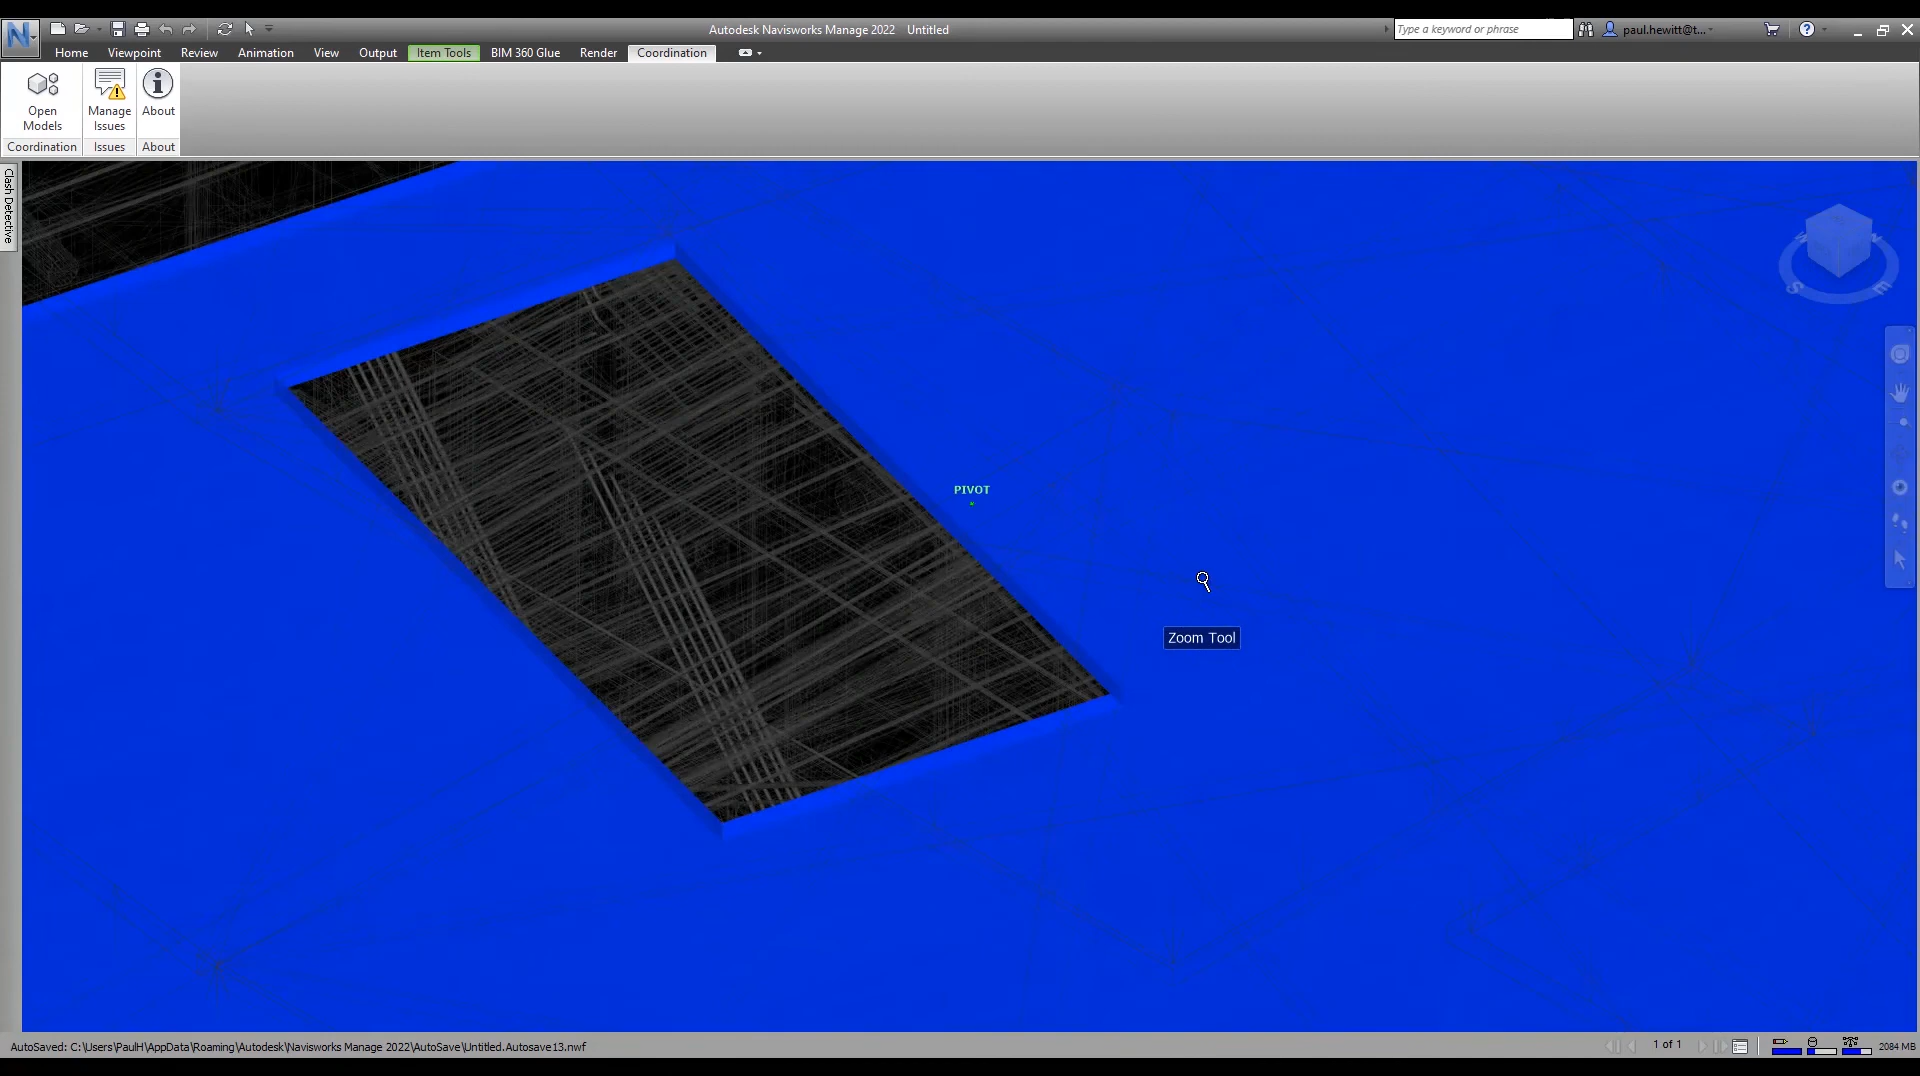 Autodesk Navisworks Manage 2022 Untitled
Type a keyword or phrase
paul.hewitt@t...
Home Viewpoint Review Animation View Output Item Tools BIM 360 Glue Render Coordination
Open Models
Manage Issues
About
Coordination Issues About
Clash Detective
S E
PIVOT
Zoom Tool
AutoSaved: C:\Users\PaulH\AppData\Roaming\Autodesk\Navisworks Manage 2022\AutoSave\Untitled.Autosave13.nwf
1 of 1
2084 MB